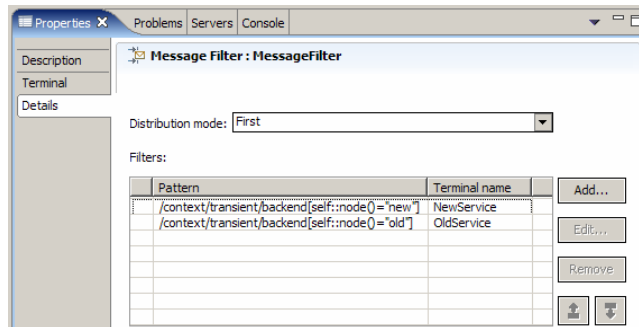 Properties Problems Servers Console
Description
Terminal
Details
Message Filter : MessageFilter
Distribution mode: First
Filters:
Pattern Terminal name
/context/transient/backend[self::node()="new"] NewService
/context/transient/backend[self::node()="old"] OldService
Add...
Edit...
Remove